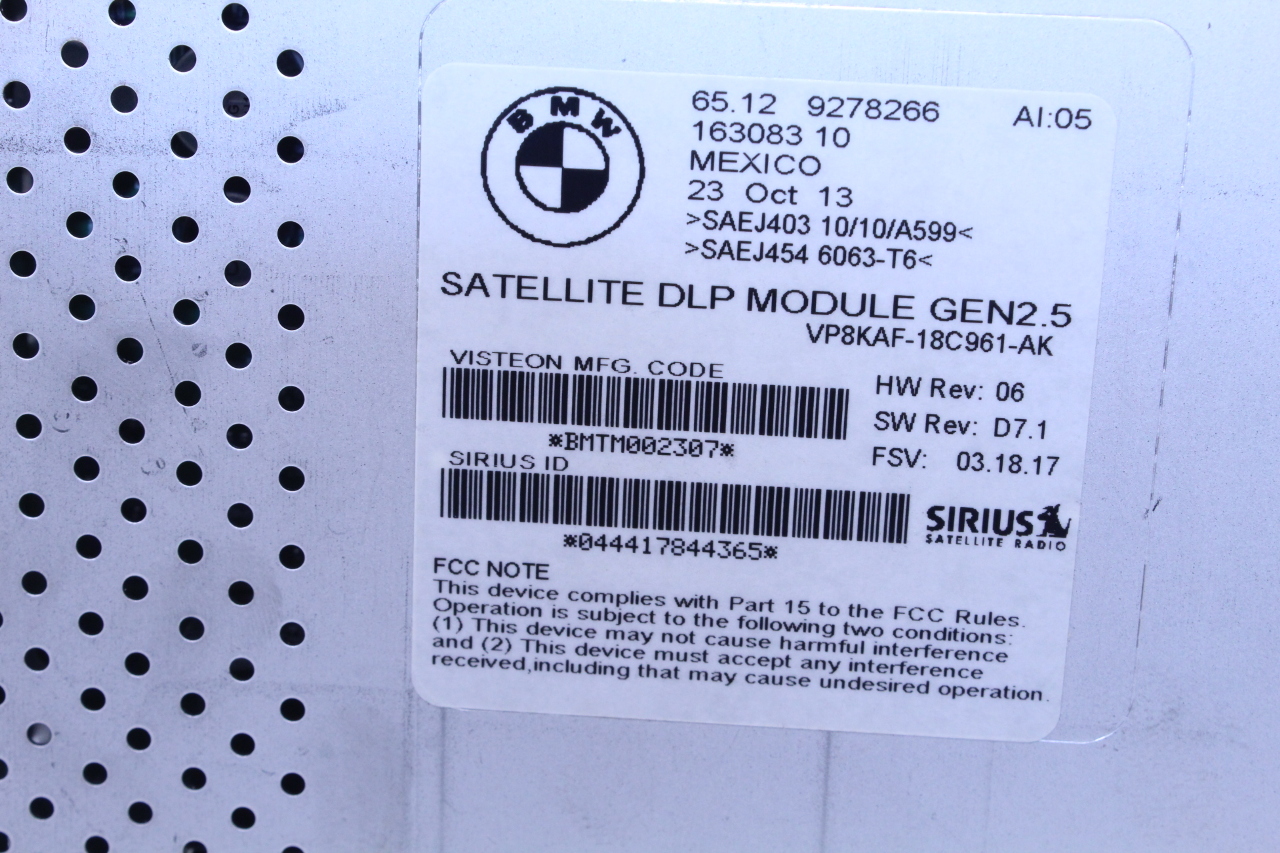 BMW
65.12 9278266 AI:05
163083 10
MEXICO
23 Oct 13
>SAEJ403 10/10/A599<
>SAEJ454 6063-T6<
SATELLITE DLP MODULE GEN2.5
VP8KAF-18C961-AK
VISTEON MFG. CODE
*BMTM002307*
HW Rev: 06
SW Rev: D7.1
FSV: 03.18.17
SIRIUS ID
*044417844365*
SIRIUS
SATELLITE RADIO
FCC NOTE
This device complies with Part 15 to the FCC Rules.
Operation is subject to the following two conditions:
(1) This device may not cause harmful interference
and (2) This device must accept any interference
received,including that may cause undesired operation.